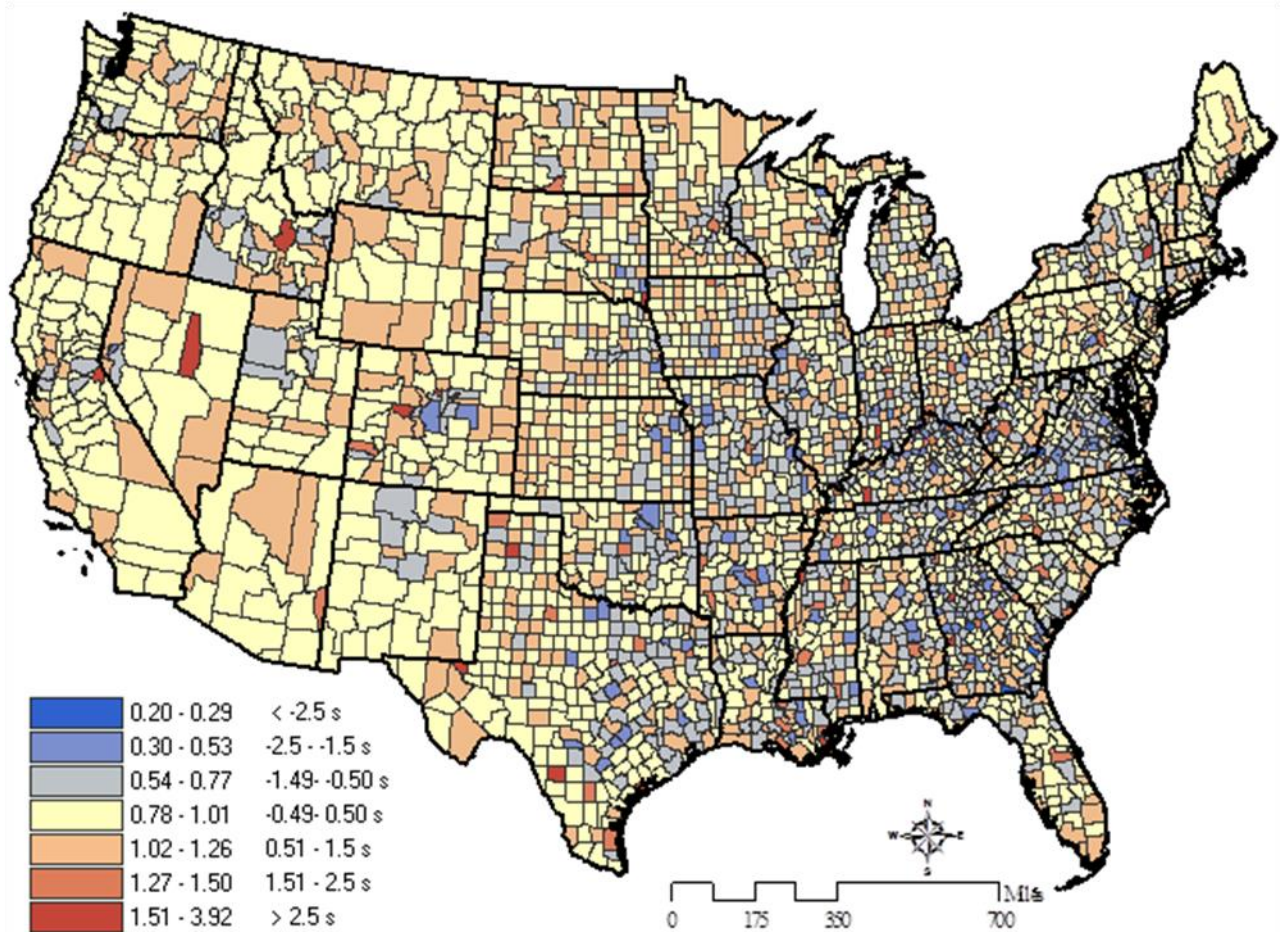 0.20 - 0.29 < -2.5 s
0.30 - 0.53 -2.5 - -1.5 s
0.54 - 0.77 -1.49- -0.50 s
0.78 - 1.01 -0.49- 0.50 s
1.02 - 1.26 0.51 - 1.5 s
1.27 - 1.50 1.51 - 2.5 s
1.51 - 3.92 > 2.5 s
N
W E
S
Miles
0 175 350 700